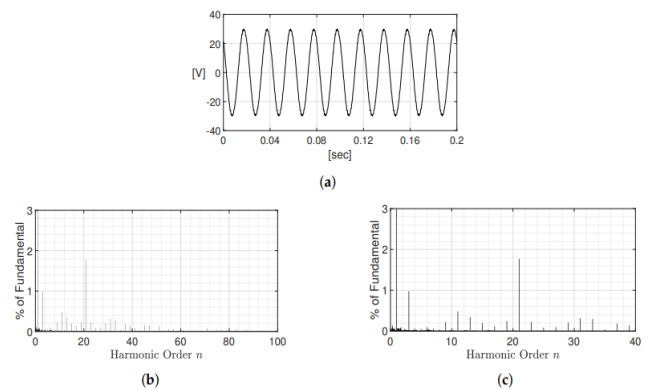 40
20
[V] 0
-20
-40
0 0.04 0.08 0.12 0.16 0.2
[sec]
(a)
3
2
1
0
% of Fundamental
0 20 40 60 80 100
Harmonic Order n
(b)
3
2
1
0
% of Fundamental
0 10 20 30 40
Harmonic Order n
(c)